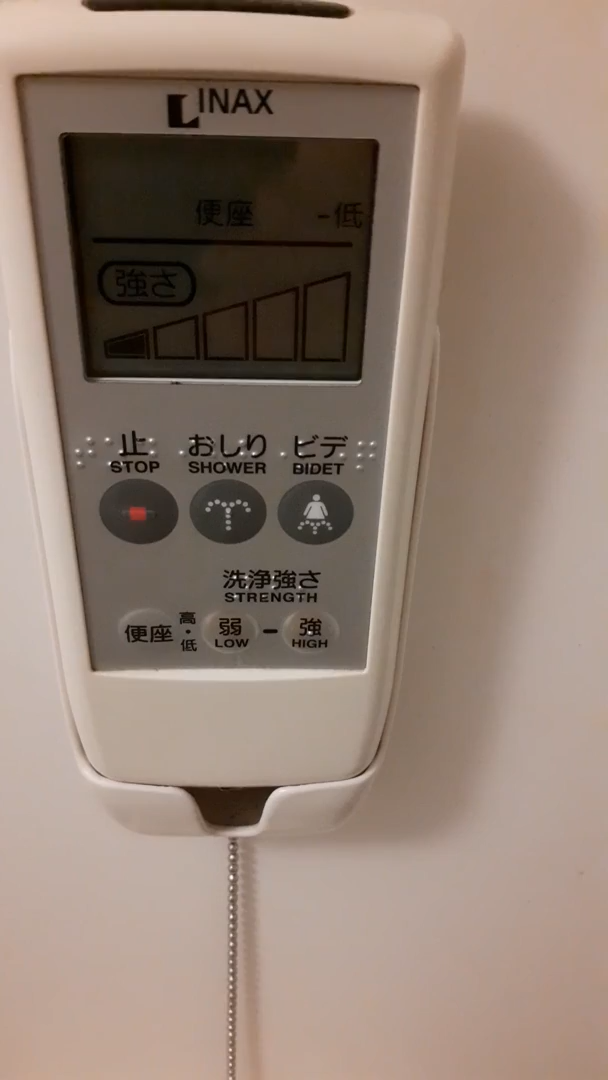 INAX
便座 -低
強さ
止 おしり ビデ
STOP SHOWER BIDET
洗浄強さ
STRENGTH
便座 高・低 弱 - 強
LOW HIGH